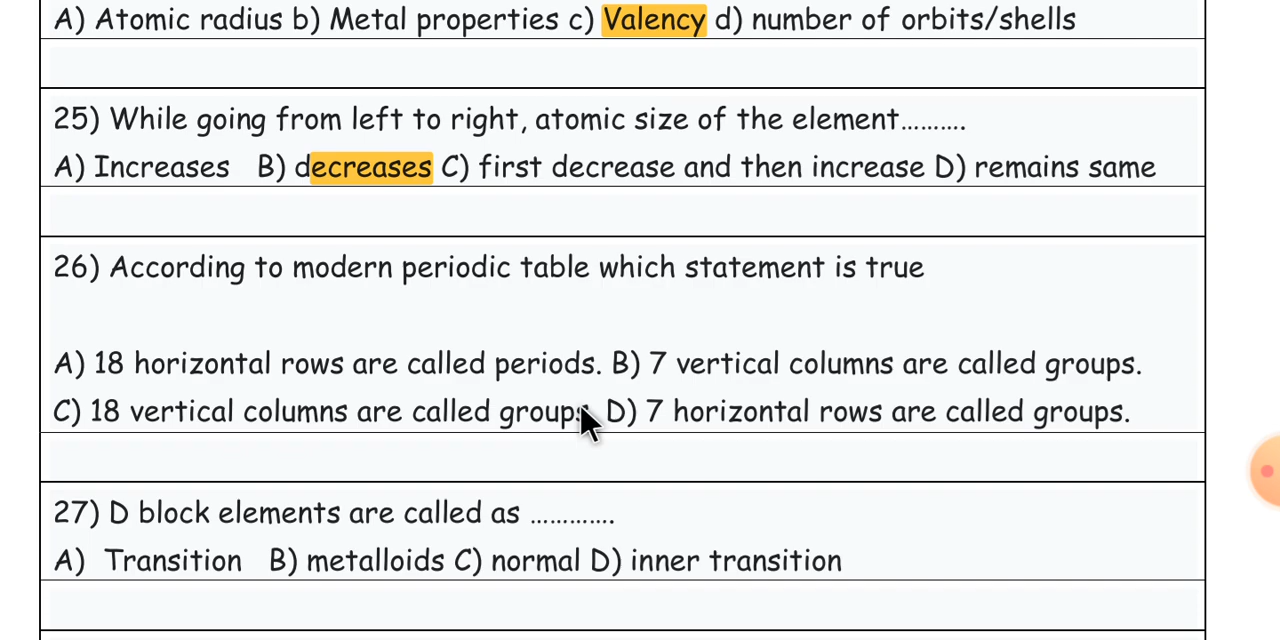 A) Atomic radius b) Metal properties c) Valency d) number of orbits/shells
25) While going from left to right, atomic size of the element..........
A) Increases B) decreases C) first decrease and then increase D) remains same
26) According to modern periodic table which statement is true
A) 18 horizontal rows are called periods. B) 7 vertical columns are called groups.
C) 18 vertical columns are called groups. D) 7 horizontal rows are called groups.
27) D block elements are called as .............
A) Transition B) metalloids C) normal D) inner transition